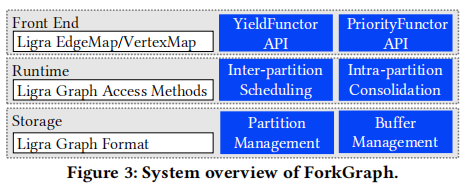 Front End
Ligra EdgeMap/VertexMap
YieldFunctor
API
PriorityFunctor
API
Runtime
Ligra Graph Access Methods
Inter-partition
Scheduling
Intra-partition
Consolidation
Storage
Ligra Graph Format
Partition
Management
Buffer
Management
Figure 3: System overview of ForkGraph.